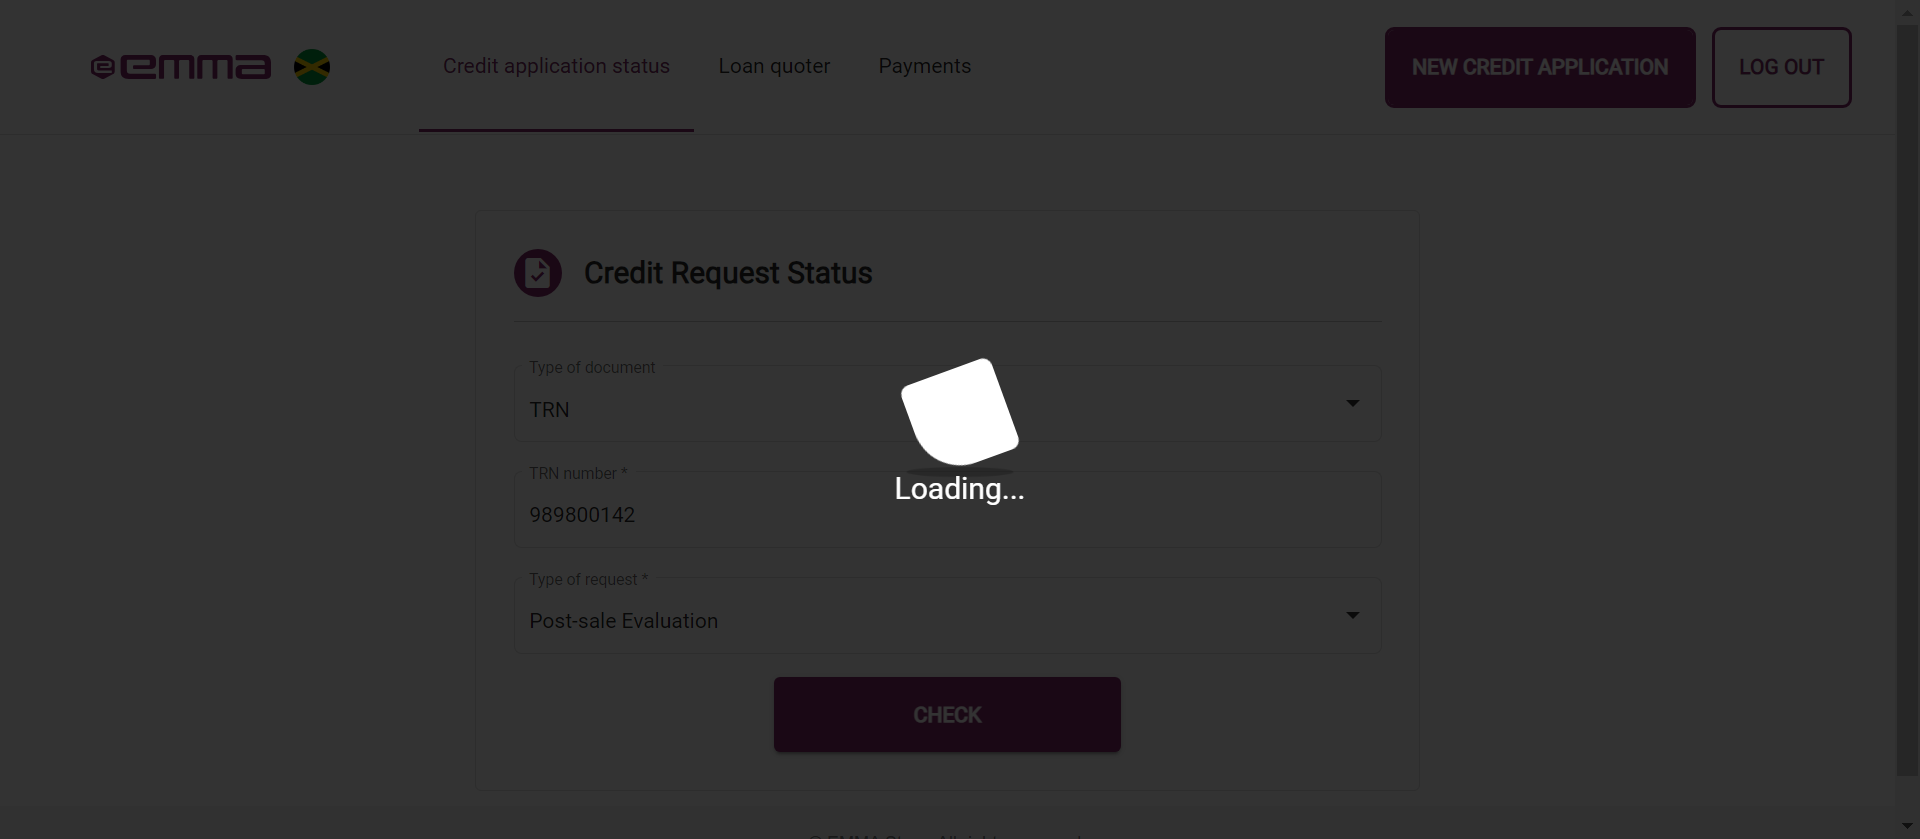 emma
Credit application status
Loan quoter
Payments
NEW CREDIT APPLICATION
LOG OUT
Credit Request Status
Type of document
TRN
Loading...
TRN number *
989800142
Type of request *
Post-sale Evaluation
CHECK